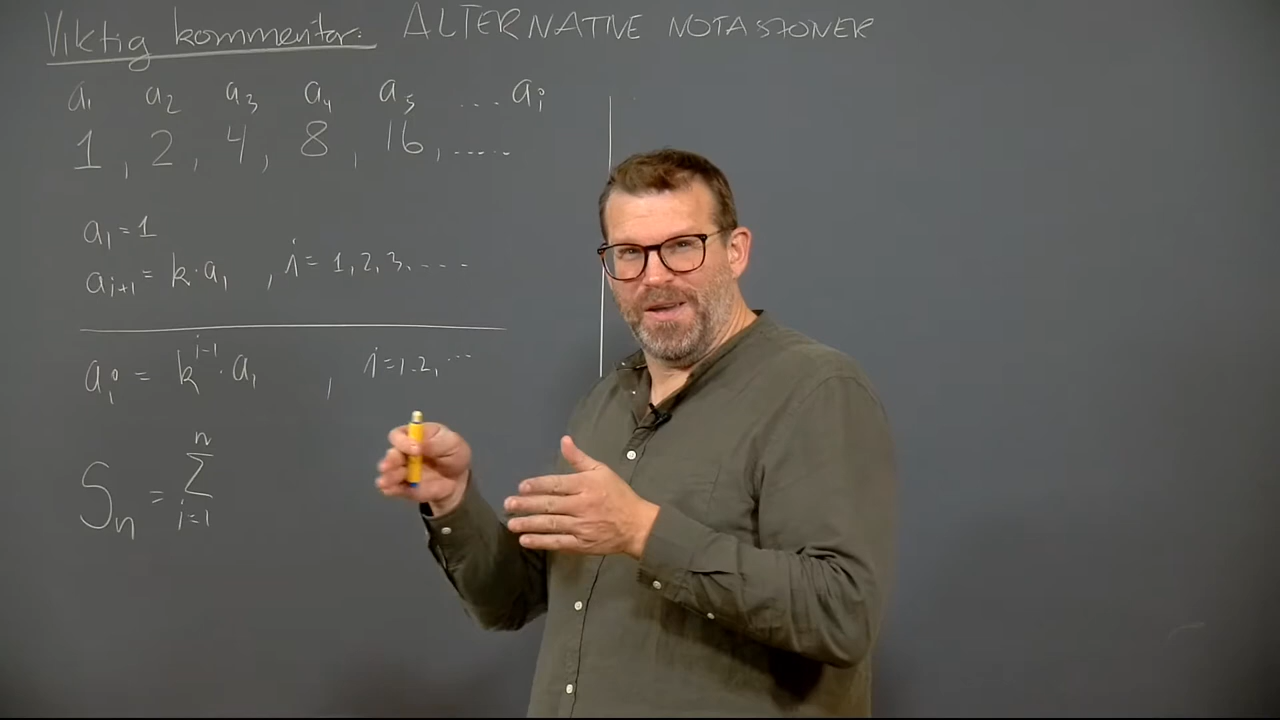 Viktig kommentar: ALTERNATIVE NOTASJONER
a₁ a₂ a₃ a₄ a₅ .... aᵢ
1, 2, 4, 8, 16, .....
a₁ = 1
aᵢ₊₁ = k · a₁ , i = 1, 2, 3, ....
aᵢ = kⁱ⁻¹ · a₁ , i = 1, 2, ...
Sₙ = Σ n i=1